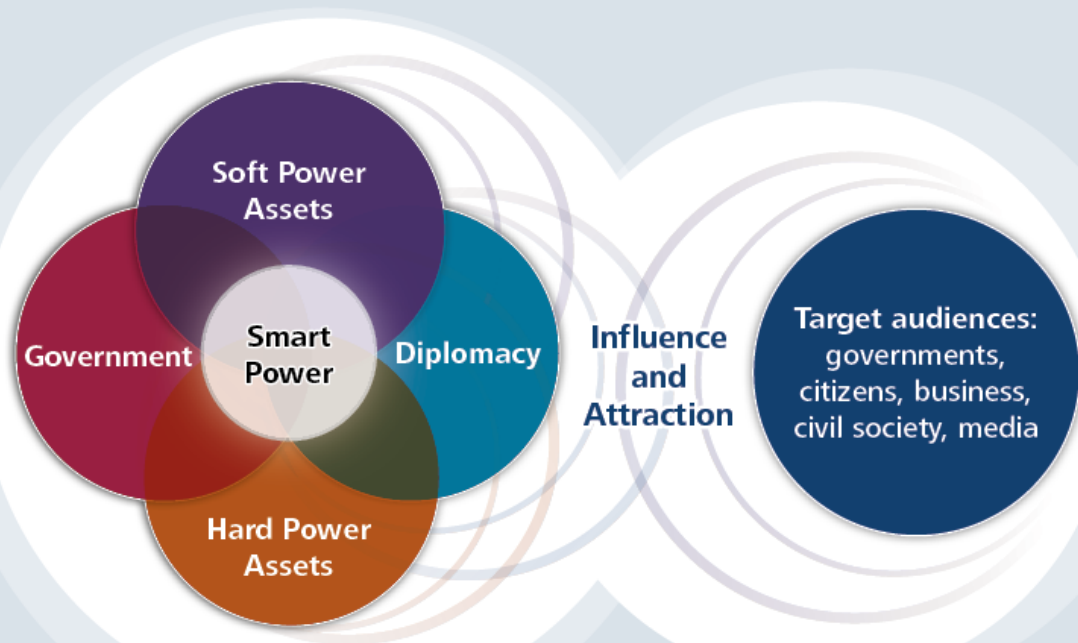 Soft Power
Assets
Government
Smart
Power
Diplomacy
Hard Power
Assets
Influence
and
Attraction
Target audiences:
governments,
citizens, business,
civil society, media